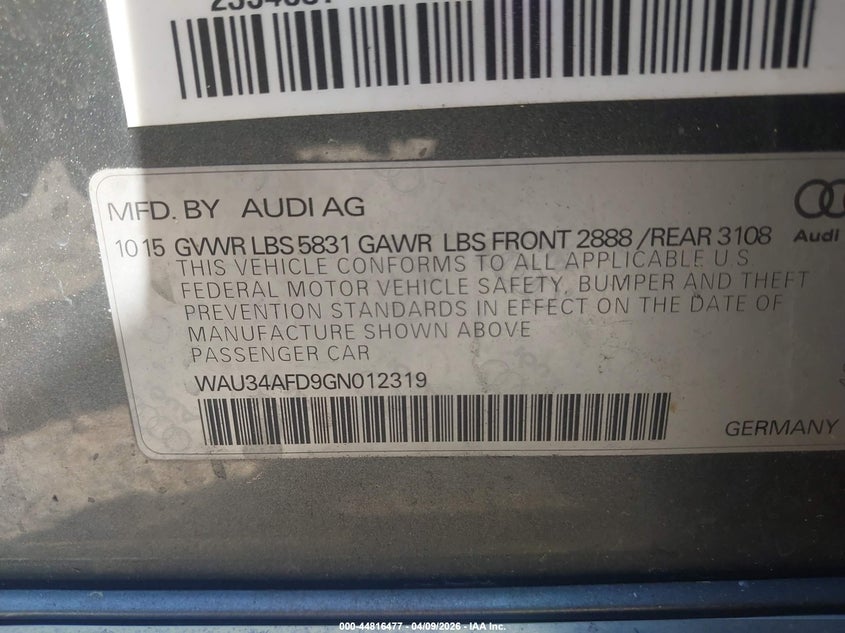 MFD. BY AUDI AG
10 15 GVWR LBS 5831 GAWR LBS FRONT 2888 / REAR 3108
Audi
THIS VEHICLE CONFORMS TO ALL APPLICABLE U.S.
FEDERAL MOTOR VEHICLE SAFETY, BUMPER AND THEFT
PREVENTION STANDARDS IN EFFECT ON THE DATE OF
MANUFACTURE SHOWN ABOVE
PASSENGER CAR
WAU34AFD9GN012319
GERMANY
000-44816477 - 04/09/2026 - IAA Inc.